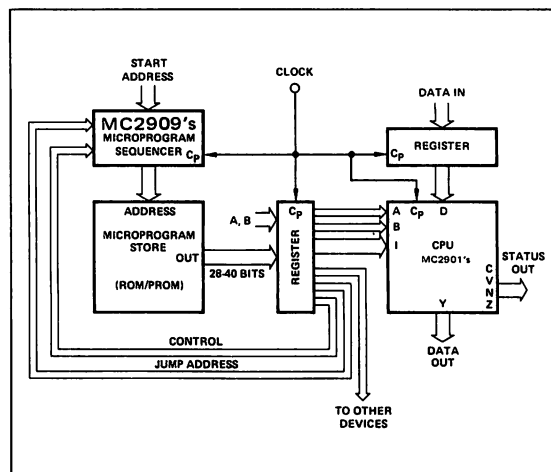 START
ADDRESS
CLOCK
DATA IN
MC2909's
MICROPROGRAM
SEQUENCER
CP
CP
REGISTER
ADDRESS
MICROPROGRAM
STORE
OUT
(ROM/PROM)
28-40 BITS
A, B
CP
REGISTER
A
CP
D
B
I
CPU
MC2901's
C
V
N
Z
Y
STATUS
OUT
CONTROL
JUMP ADDRESS
DATA
OUT
TO OTHER
DEVICES